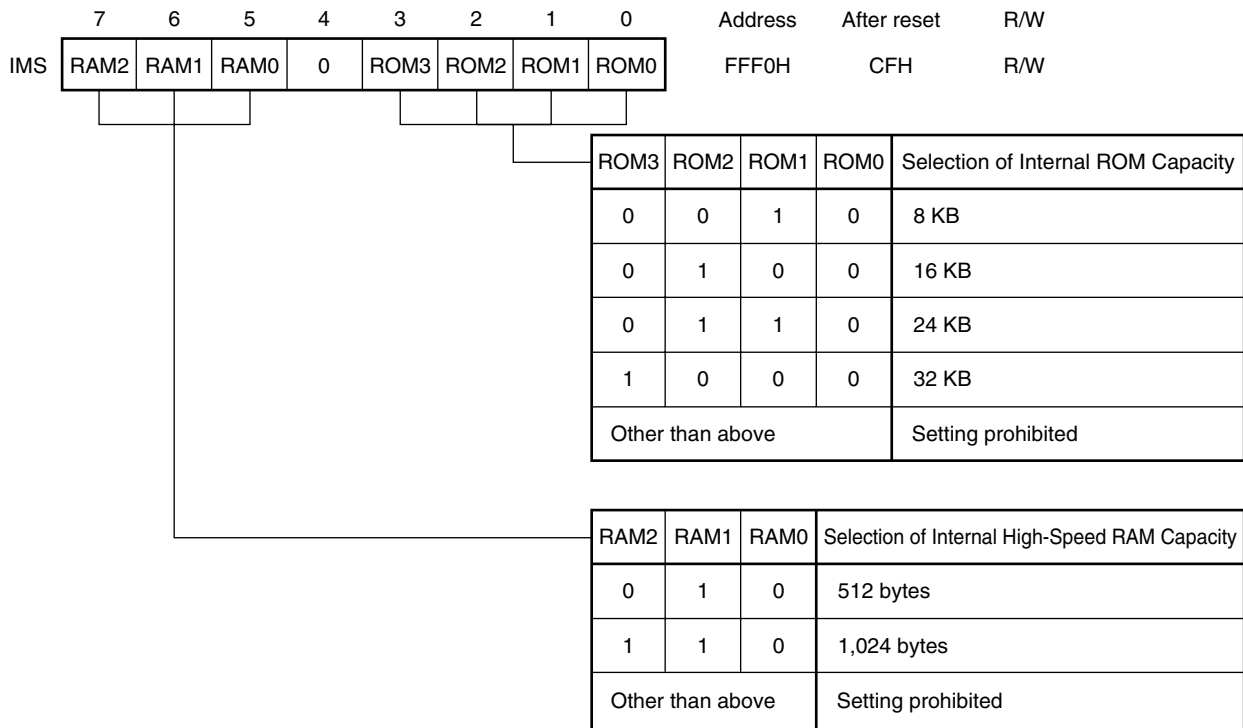 7 6 5 4 3 2 1 0 Address After reset R/W
IMS RAM2 RAM1 RAM0 0 ROM3 ROM2 ROM1 ROM0 FFF0H CFH R/W
ROM3 ROM2 ROM1 ROM0 Selection of Internal ROM Capacity
0 0 1 0 8 KB
0 1 0 0 16 KB
0 1 1 0 24 KB
1 0 0 0 32 KB
Other than above Setting prohibited
RAM2 RAM1 RAM0 Selection of Internal High-Speed RAM Capacity
0 1 0 512 bytes
1 1 0 1,024 bytes
Other than above Setting prohibited